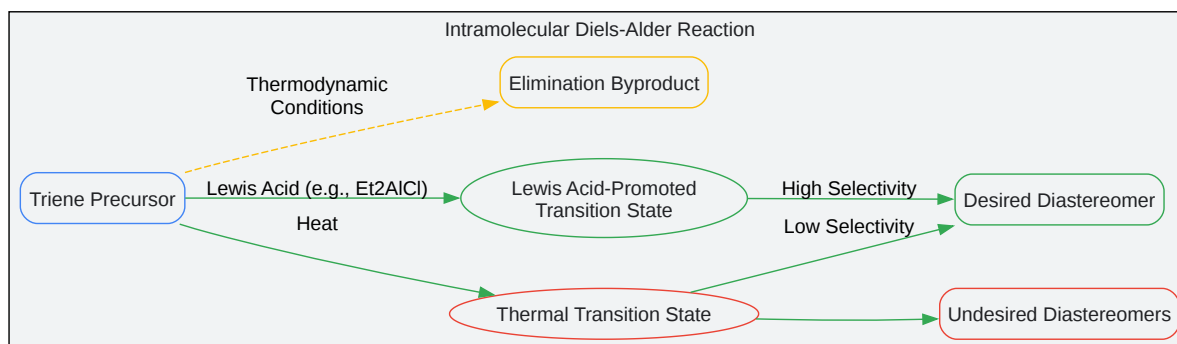 Intramolecular Diels-Alder Reaction
Thermodynamic
Conditions
Elimination Byproduct
Triene Precursor
Lewis Acid (e.g., Et2AlCl)
Lewis Acid-Promoted
Transition State
High Selectivity
Desired Diastereomer
Heat
Low Selectivity
Thermal Transition State
Undesired Diastereomers